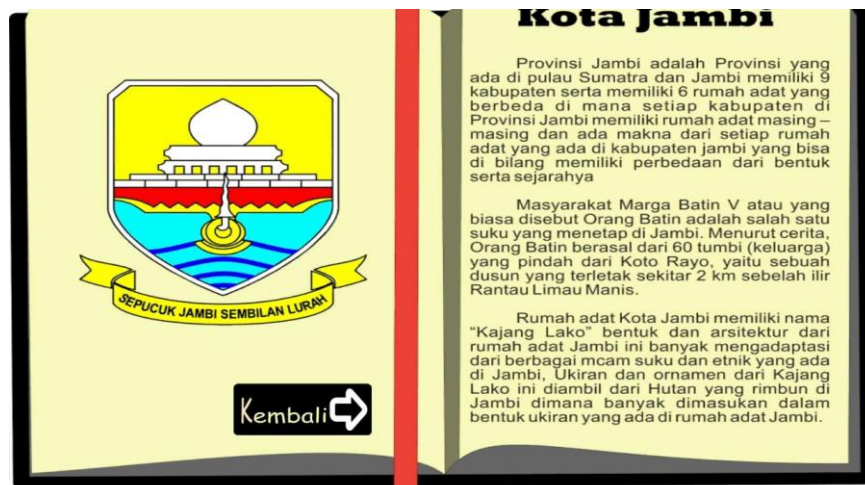 SEPUCUK JAMBI SEMBILAN LURAH
Kembali
Kota Jambi
Provinsi Jambi adalah Provinsi yang
ada di pulau Sumatra dan Jambi memiliki 9
kabupaten serta memiliki 6 rumah adat yang
berbeda di mana setiap kabupaten di
Provinsi Jambi memiliki rumah adat masing –
masing dan ada makna dari setiap rumah
adat yang ada di kabupaten jambi yang bisa
di bilang memiliki perbedaan dari bentuk
serta sejarahya
Masyarakat Marga Batin V atau yang
biasa disebut Orang Batin adalah salah satu
suku yang menetap di Jambi. Menurut cerita,
Orang Batin berasal dari 60 tumbi (keluarga)
yang pindah dari Koto Rayo, yaitu sebuah
dusun yang terletak sekitar 2 km sebelah ilir
Rantau Limau Manis.
Rumah adat Kota Jambi memiliki nama
“Kajang Lako” bentuk dan arsitektur dari
rumah adat Jambi ini banyak mengadaptasi
dari berbagai mcam suku dan etnik yang ada
di Jambi, Ukiran dan ornamen dari Kajang
Lako ini diambil dari Hutan yang rimbun di
Jambi dimana banyak dimasukan dalam
bentuk ukiran yang ada di rumah adat Jambi.